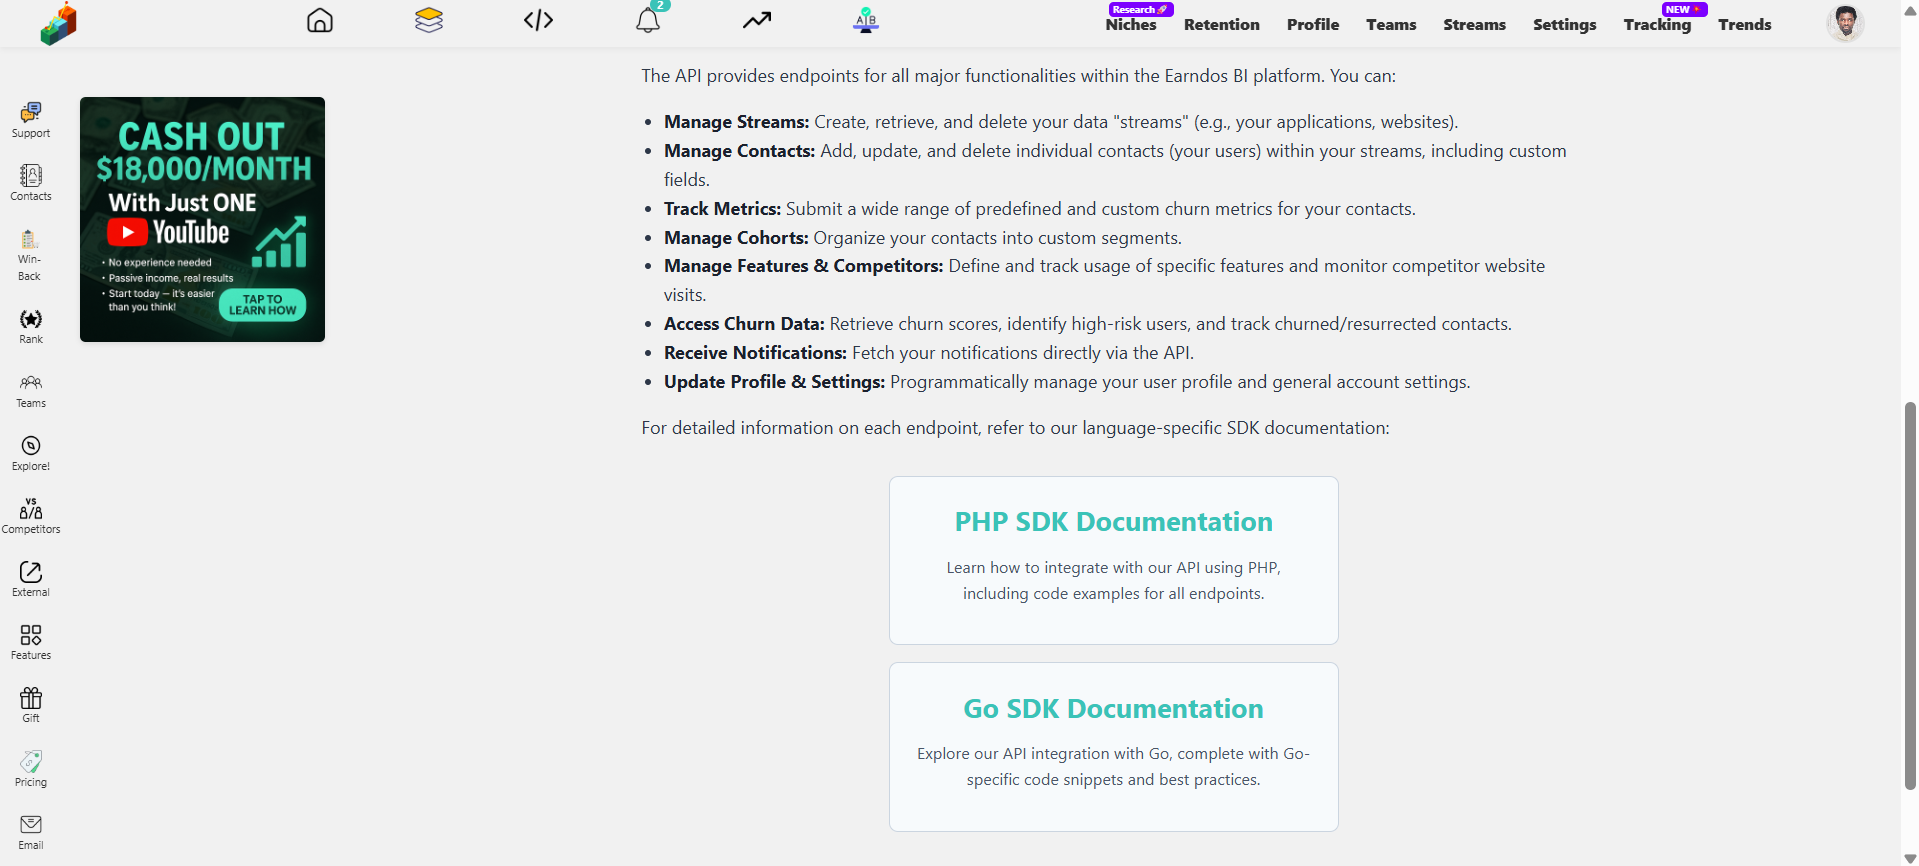 2
A B
Research 🚀
Niches
Retention
Profile
Teams
Streams
Settings
NEW
Tracking
Trends
Support
Contacts
Win-
Back
Rank
Teams
Explore!
VS
Competitors
External
Features
Gift
Pricing
Email
CASH OUT
$18,000/MONTH
With Just ONE
YouTube
• No experience needed
• Passive income, real results
• Start today — it's easier
than you think!
TAP TO
LEARN HOW
The API provides endpoints for all major functionalities within the Earndos BI platform. You can:
• Manage Streams: Create, retrieve, and delete your data "streams" (e.g., your applications, websites).
• Manage Contacts: Add, update, and delete individual contacts (your users) within your streams, including custom
fields.
• Track Metrics: Submit a wide range of predefined and custom churn metrics for your contacts.
• Manage Cohorts: Organize your contacts into custom segments.
• Manage Features & Competitors: Define and track usage of specific features and monitor competitor website
visits.
• Access Churn Data: Retrieve churn scores, identify high-risk users, and track churned/resurrected contacts.
• Receive Notifications: Fetch your notifications directly via the API.
• Update Profile & Settings: Programmatically manage your user profile and general account settings.
For detailed information on each endpoint, refer to our language-specific SDK documentation:
PHP SDK Documentation
Learn how to integrate with our API using PHP,
including code examples for all endpoints.
Go SDK Documentation
Explore our API integration with Go, complete with Go-
specific code snippets and best practices.